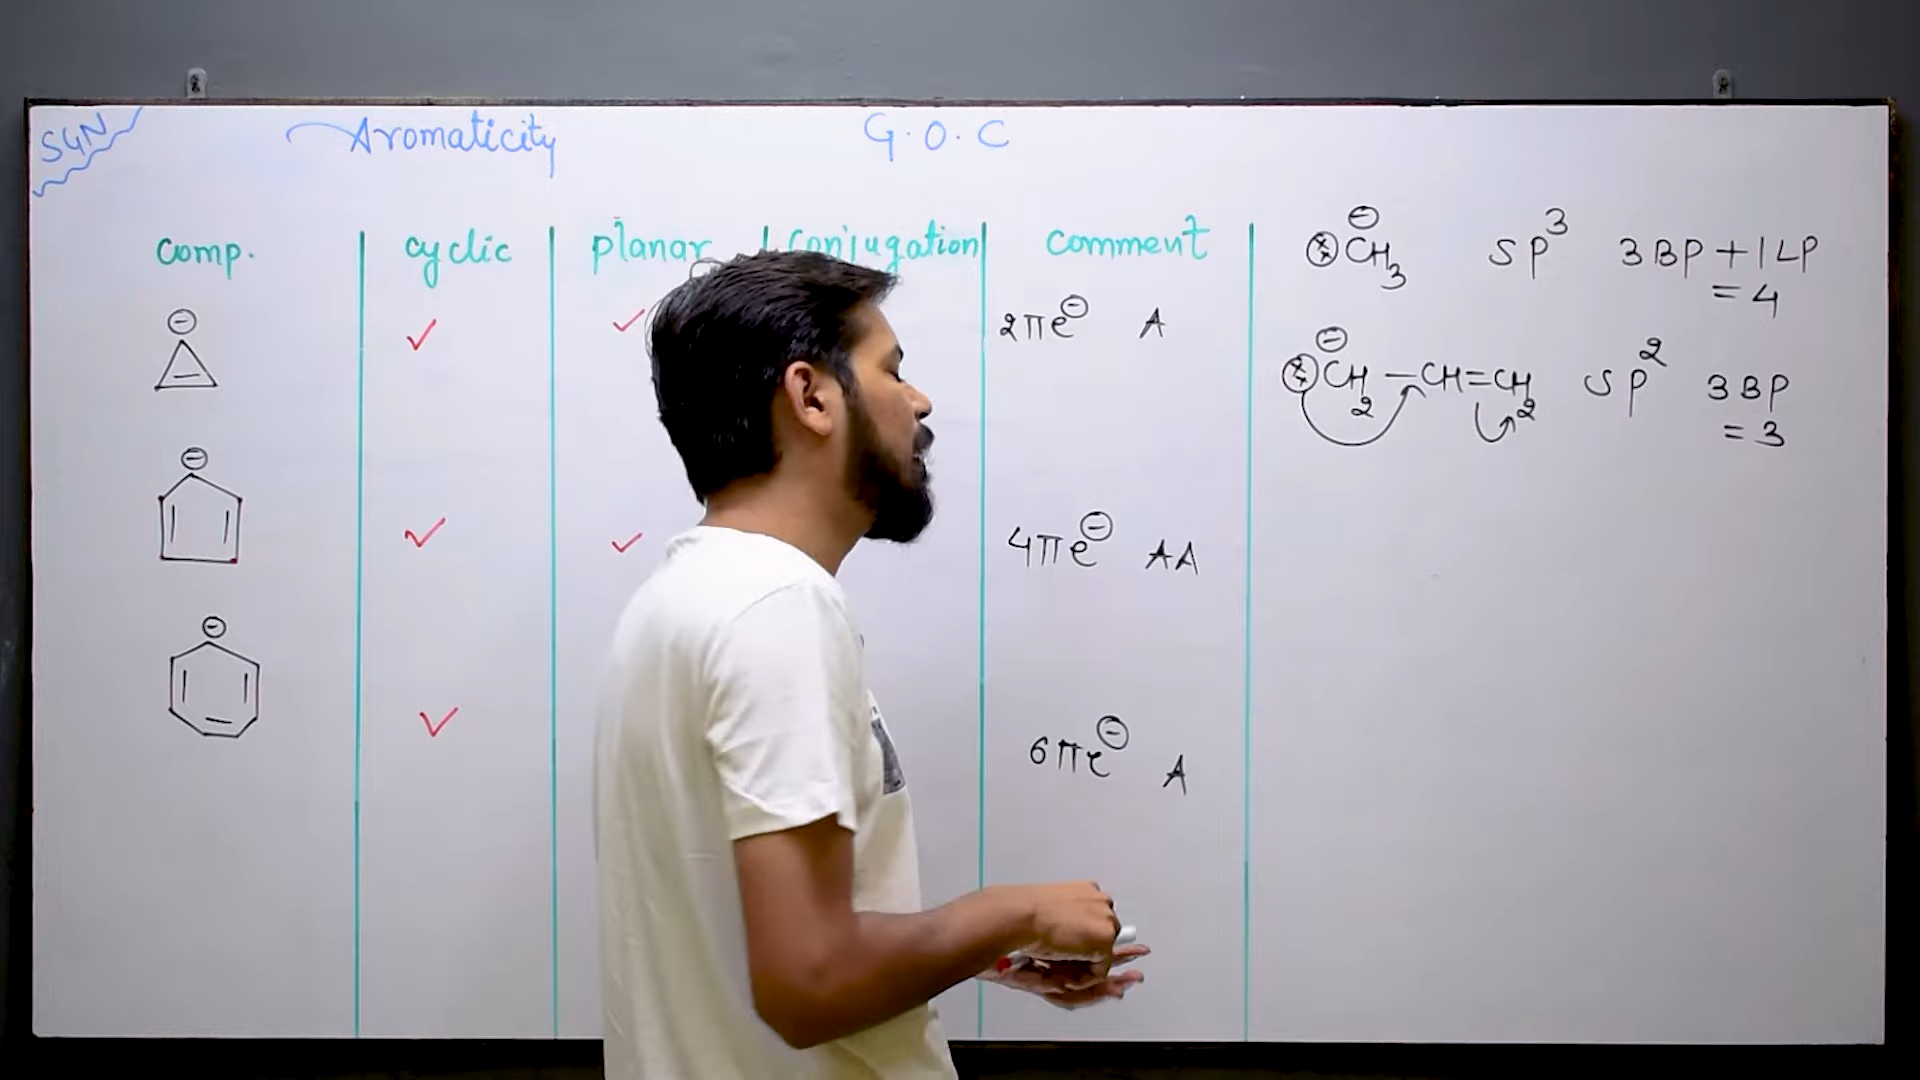 SGN
Aromaticity G.O.C
Comp. cyclic planar Conjugation comment
2πe⊖ A
4πe⊖ AA
6πe⊖ A
⊖
CH₃ SP³ 3BP+1LP
=4
⊖
CH₂—CH=CH₂ SP² 3BP
=3